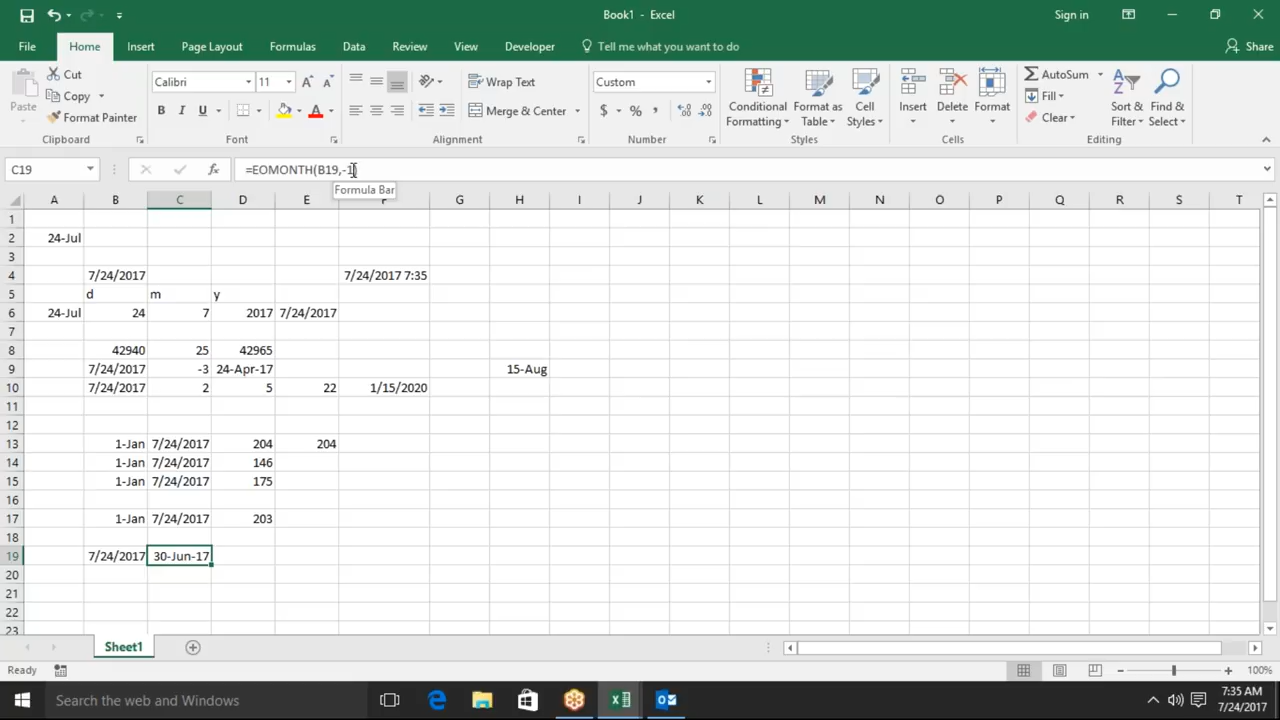 Book1 - Excel
Sign in
File Home Insert Page Layout Formulas Data Review View Developer Tell me what you want to do Share
Paste Cut Copy Format Painter
Calibri 11 A A B I U A
Wrap Text Merge & Center
Custom $ % ,
Conditional Formatting Format as Table Cell Styles
Insert Delete Format
AutoSum Fill Clear Sort & Filter Find & Select
Clipboard Font Alignment Number Styles Cells Editing
C19 fx =EOMONTH(B19,-1)
Formula Bar
A B C D E F G H I J K L M N O P Q R S T
1
2 24-Jul
3
4 7/24/2017 7/24/2017 7:35
5 d m y
6 24-Jul 24 7 2017 7/24/2017
7
8 42940 25 42965
9 7/24/2017 -3 24-Apr-17 15-Aug
10 7/24/2017 2 5 22 1/15/2020
11
12
13 1-Jan 7/24/2017 204 204
14 1-Jan 7/24/2017 146
15 1-Jan 7/24/2017 175
16
17 1-Jan 7/24/2017 203
18
19 7/24/2017 30-Jun-17
20
21
22
23
Sheet1
Ready 100%
Search the web and Windows
7:35 AM
7/24/2017